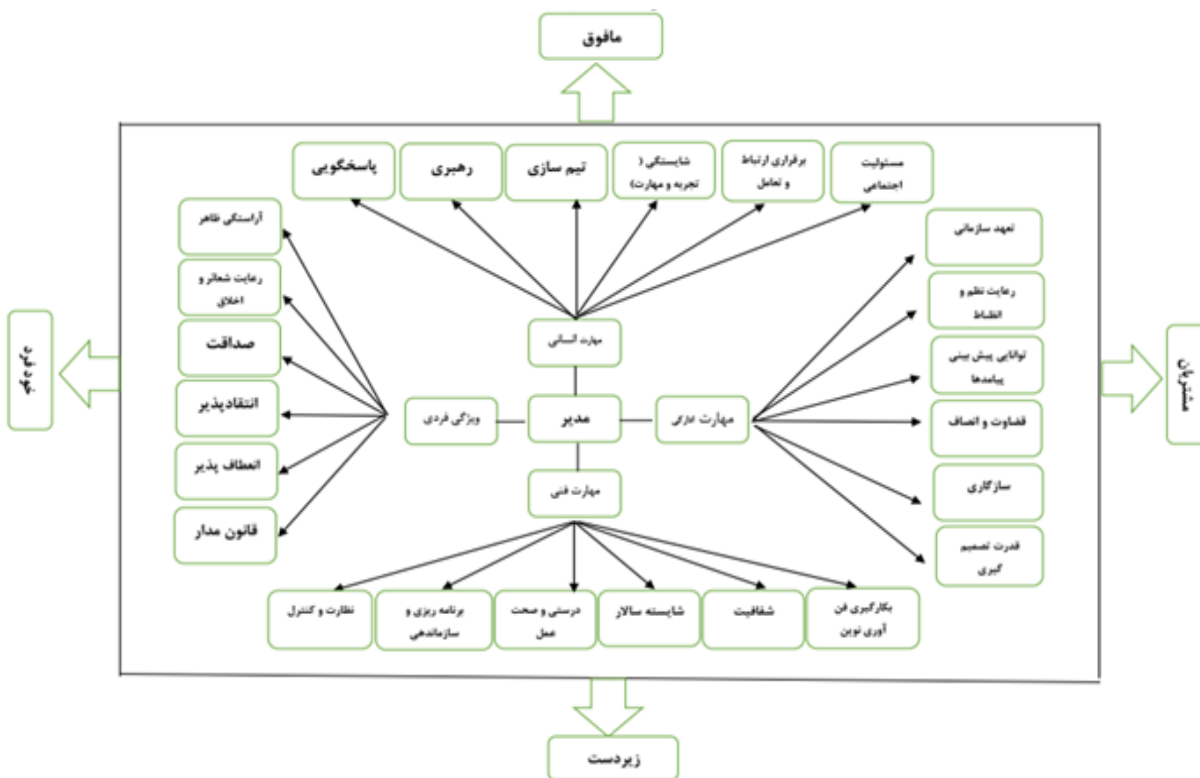 مافوق
مسئولیت
اجتماعی
برقراری ارتباط
و تعامل
شایستگی (
تجربه و مهارت)
تیم سازی
رهبری
پاسخگویی
آراستگی ظاهر
رعایت شعائر و
اخلاق
صداقت
انتقادپذیر
انعطاف پذیر
قانون مدار
تعهد سازمانی
رعایت نظم و
انظباط
توانایی پیش بینی
پیامدها
قضاوت و انصاف
سازگاری
قدرت تصمیم
گیری
مهارت انسانی
مهارت
مدیر
ویژگی فردی
مهارت فنی
بکارگیری فن
آوری نوین
شفافیت
شایسته سالار
درستی و صحت
عمل
برنامه ریزی و
سازماندهی
نظارت و کنترل
مشتریان
خود فرد
زیردست